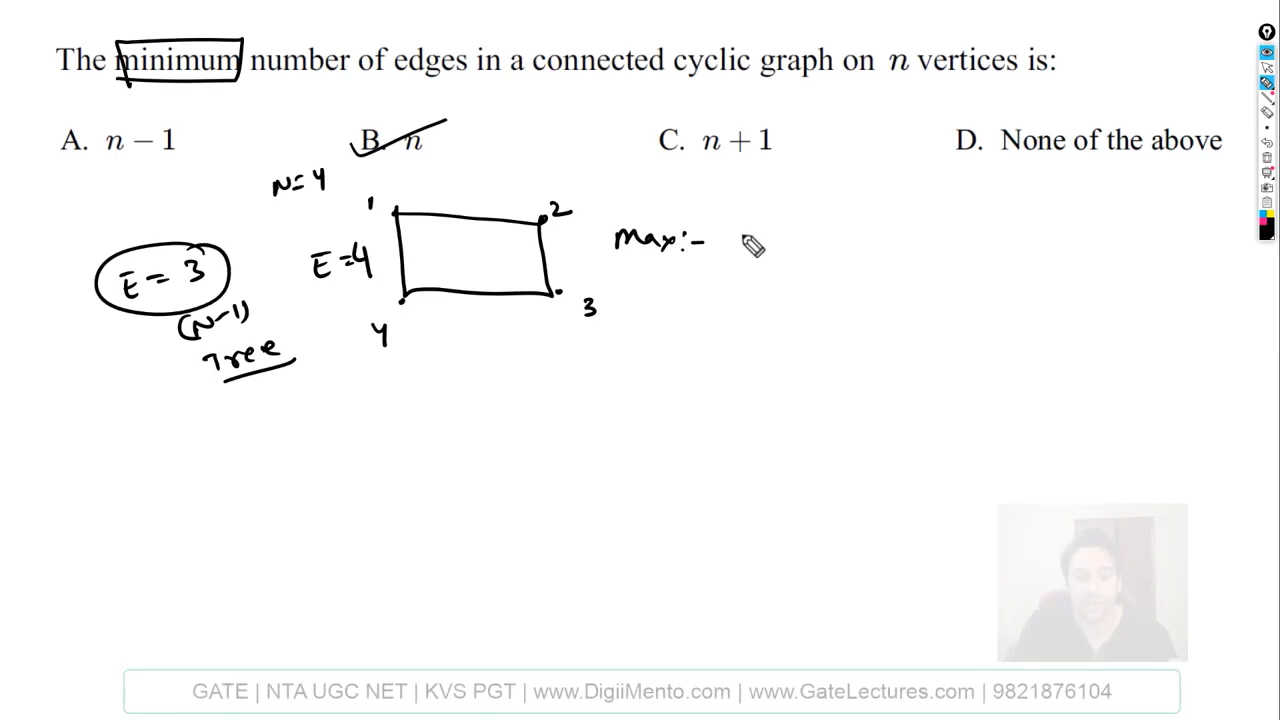 The minimum number of edges in a connected cyclic graph on n vertices is:
A. n − 1 B. n C. n + 1 D. None of the above
N=4
1 2
E=3 E=4 Max:-
(N-1) 4 3
Tree
GATE | NTA UGC NET | KVS PGT | www.DigiiMento.com | www.GateLectures.com | 9821876104